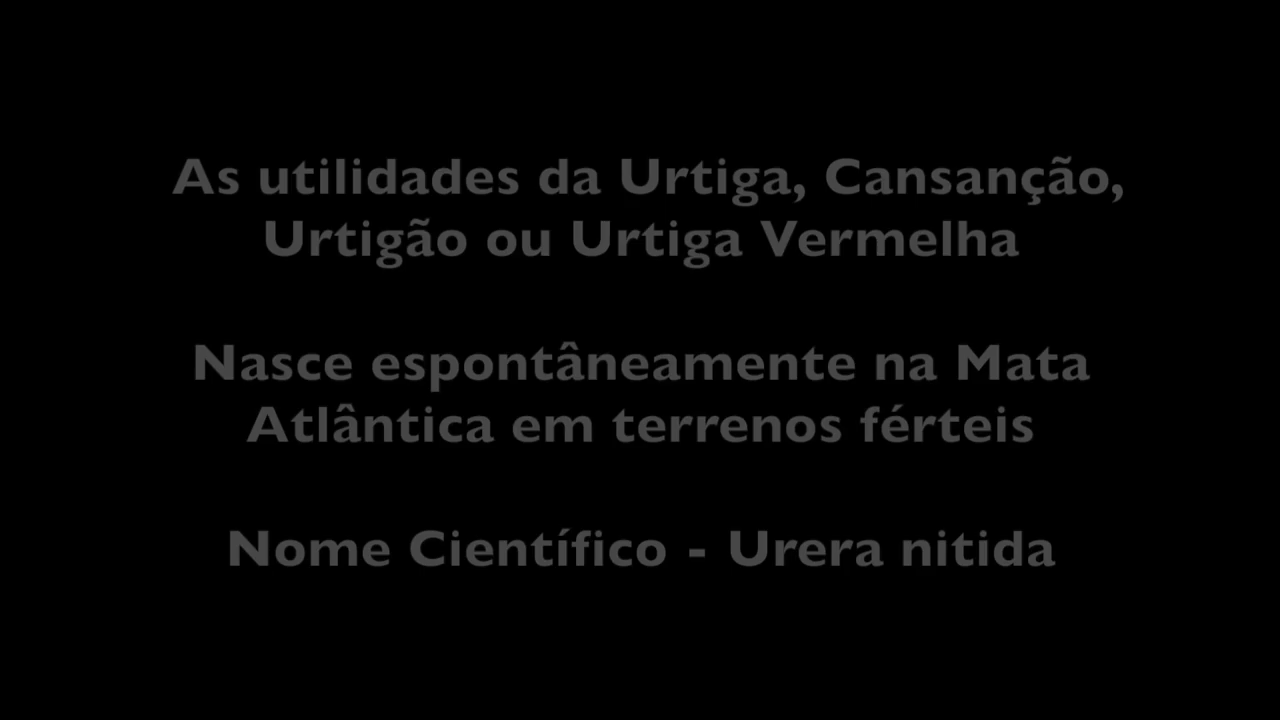 As utilidades da Urtiga, Cansanção,
Urtigão ou Urtiga Vermelha
Nasce espontâneamente na Mata
Atlântica em terrenos férteis
Nome Científico - Urera nitida